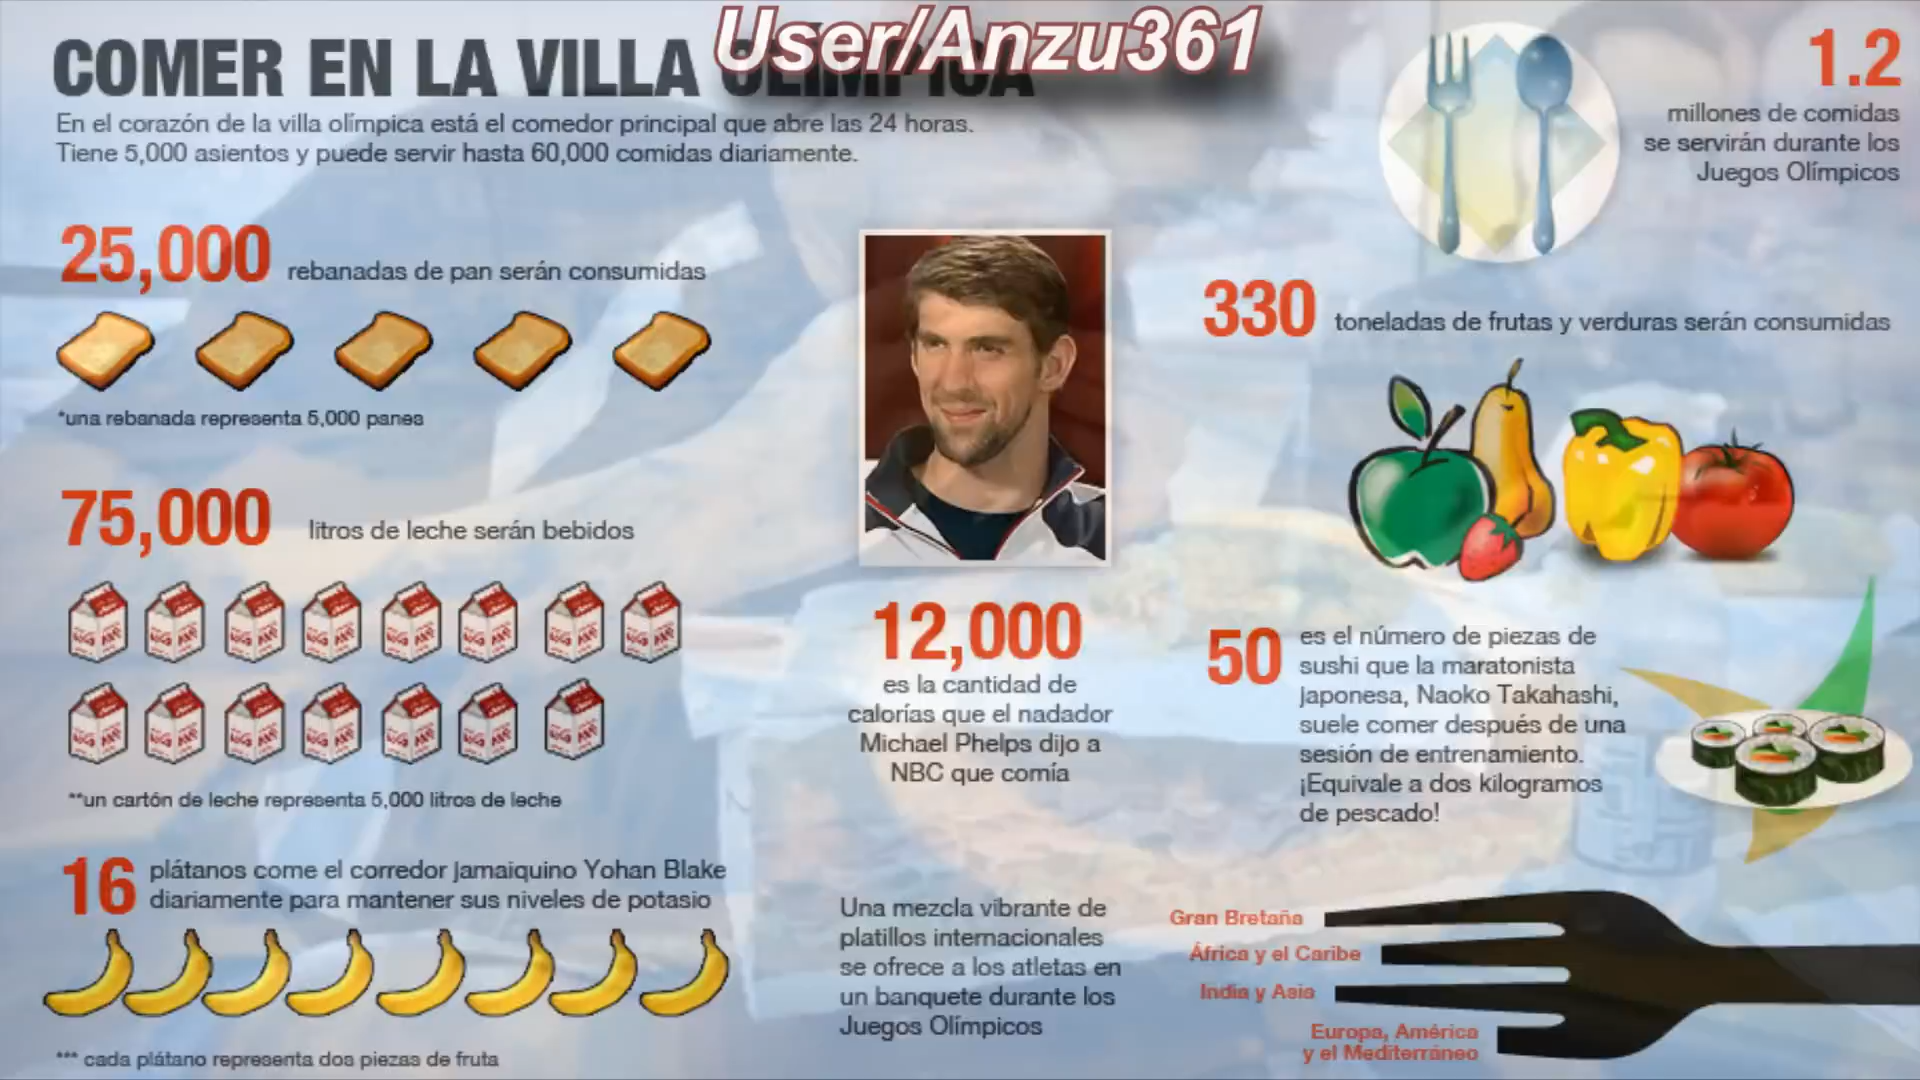 User/Anzu361
COMER EN LA VILLA OLÍMPICA
En el corazón de la villa olímpica está el comedor principal que abre las 24 horas.
Tiene 5,000 asientos y puede servir hasta 60,000 comidas diariamente.
1.2
millones de comidas
se servirán durante los
Juegos Olímpicos
25,000 rebanadas de pan serán consumidas
*una rebanada representa 5,000 panes
75,000 litros de leche serán bebidos
**un cartón de leche representa 5,000 litros de leche
16 plátanos come el corredor jamaiquino Yohan Blake
diariamente para mantener sus niveles de potasio
*** cada plátano representa dos piezas de fruta
12,000
es la cantidad de
calorías que el nadador
Michael Phelps dijo a
NBC que comía
Una mezcla vibrante de
platillos internacionales
se ofrece a los atletas en
un banquete durante los
Juegos Olímpicos
330 toneladas de frutas y verduras serán consumidas
50 es el número de piezas de
sushi que la maratonista
japonesa, Naoko Takahashi,
suele comer después de una
sesión de entrenamiento.
¡Equivale a dos kilogramos
de pescado!
Gran Bretaña
África y el Caribe
India y Asia
Europa, América
y el Mediterráneo